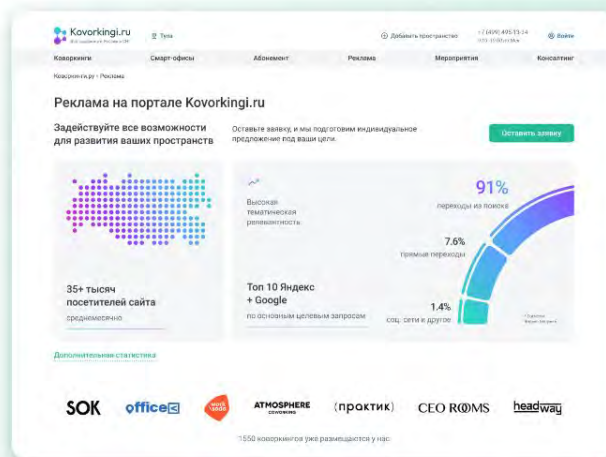 Kovorkingi.ru
Тула
Добавить пространство
Войти
Коворкинги Смарт-офисы Абонемент Реклама Мероприятия Консалтинг
Коворкинги.ру › Реклама
Реклама на портале Kovorkingi.ru
Задействуйте все возможности
для развития ваших пространств
Оставьте заявку, и мы подготовим индивидуальное
предложение под ваши цели.
Оставить заявку
35+ тысяч
посетителей сайта
среднемесячно
Высокая
тематическая
релевантность
Топ 10 Яндекс
+ Google
по основным целевым запросам
91%
переходы из поиска
7.6%
прямые переходы
1.4%
соц. сети и другое
Дополнительная статистика
SOK office ATMOSPHERE (практик) CEO ROOMS headway
COWORKING
1550 коворкингов уже размещаются у нас